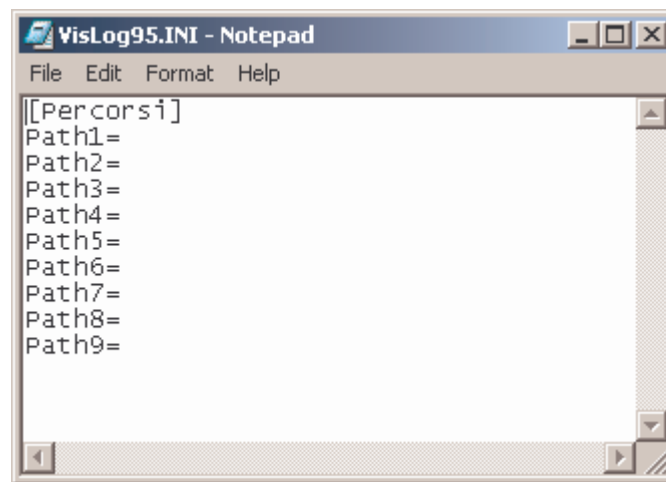 VisLog95.INI - Notepad
File Edit Format Help
[Percorsi]
Path1=
Path2=
Path3=
Path4=
Path5=
Path6=
Path7=
Path8=
Path9=